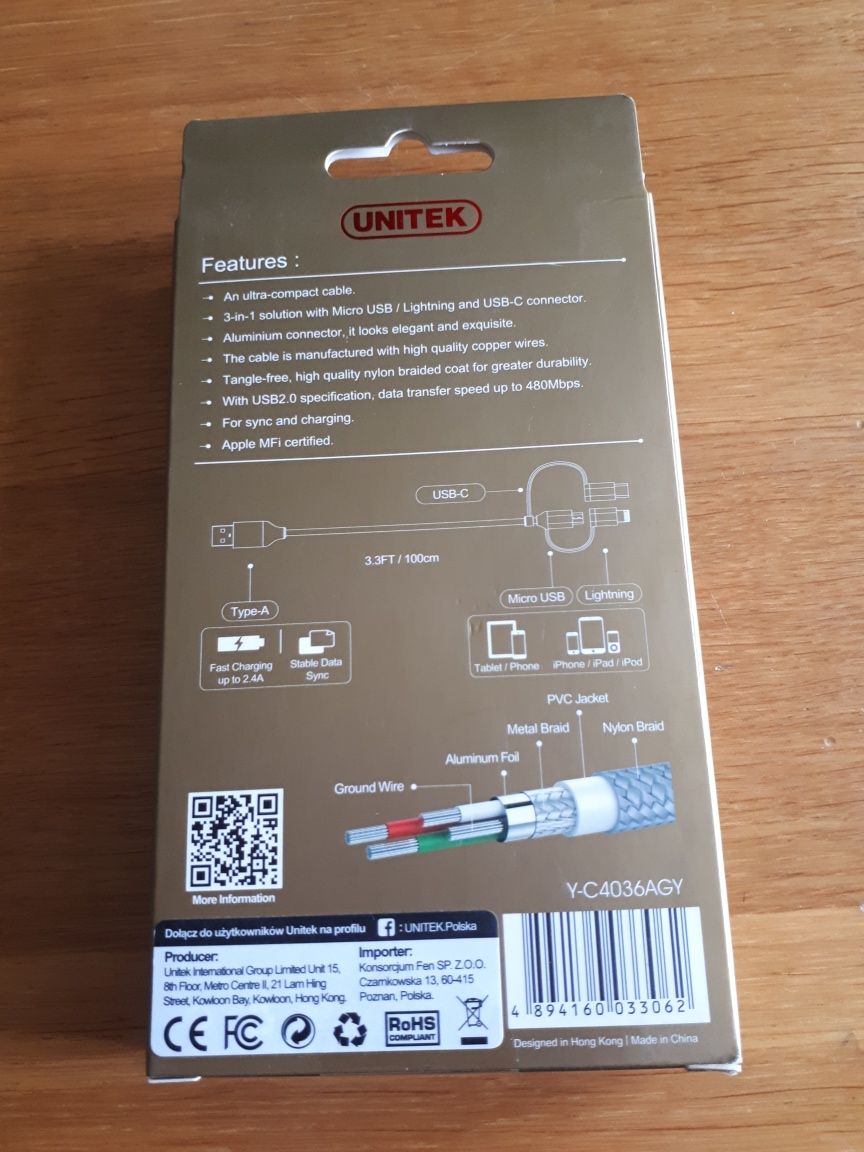 UNITEK
Features :
An ultra-compact cable.
3-in-1 solution with Micro USB / Lightning and USB-C connector.
Aluminium connector, it looks elegant and exquisite.
The cable is manufactured with high quality copper wires.
Tangle-free, high quality nylon braided coat for greater durability.
With USB2.0 specification, data transfer speed up to 480Mbps.
For sync and charging.
Apple MFi certified.
USB-C
3.3FT / 100cm
Type-A
Micro USB
Lightning
Fast Charging
up to 2.4A
Stable Data
Sync
Tablet / Phone
iPhone / iPad / iPod
PVC Jacket
Metal Braid
Nylon Braid
Aluminum Foil
Ground Wire
More Information
Y-C4036AGY
Dołącz do użytkowników Unitek na profilu f : UNITEK.Polska
Producer:
Unitek International Group Limited Unit 15,
8th Floor, Metro Centre II, 21 Lam Hing
Street, Kowloon Bay, Kowloon, Hong Kong.
Importer:
Konsorcjum Fen SP. Z.O.O.
Czarnkowska 13, 60-415
Poznan, Polska.
CE FC
RoHS
COMPLIANT
4 894160 033062
Designed in Hong Kong | Made in China